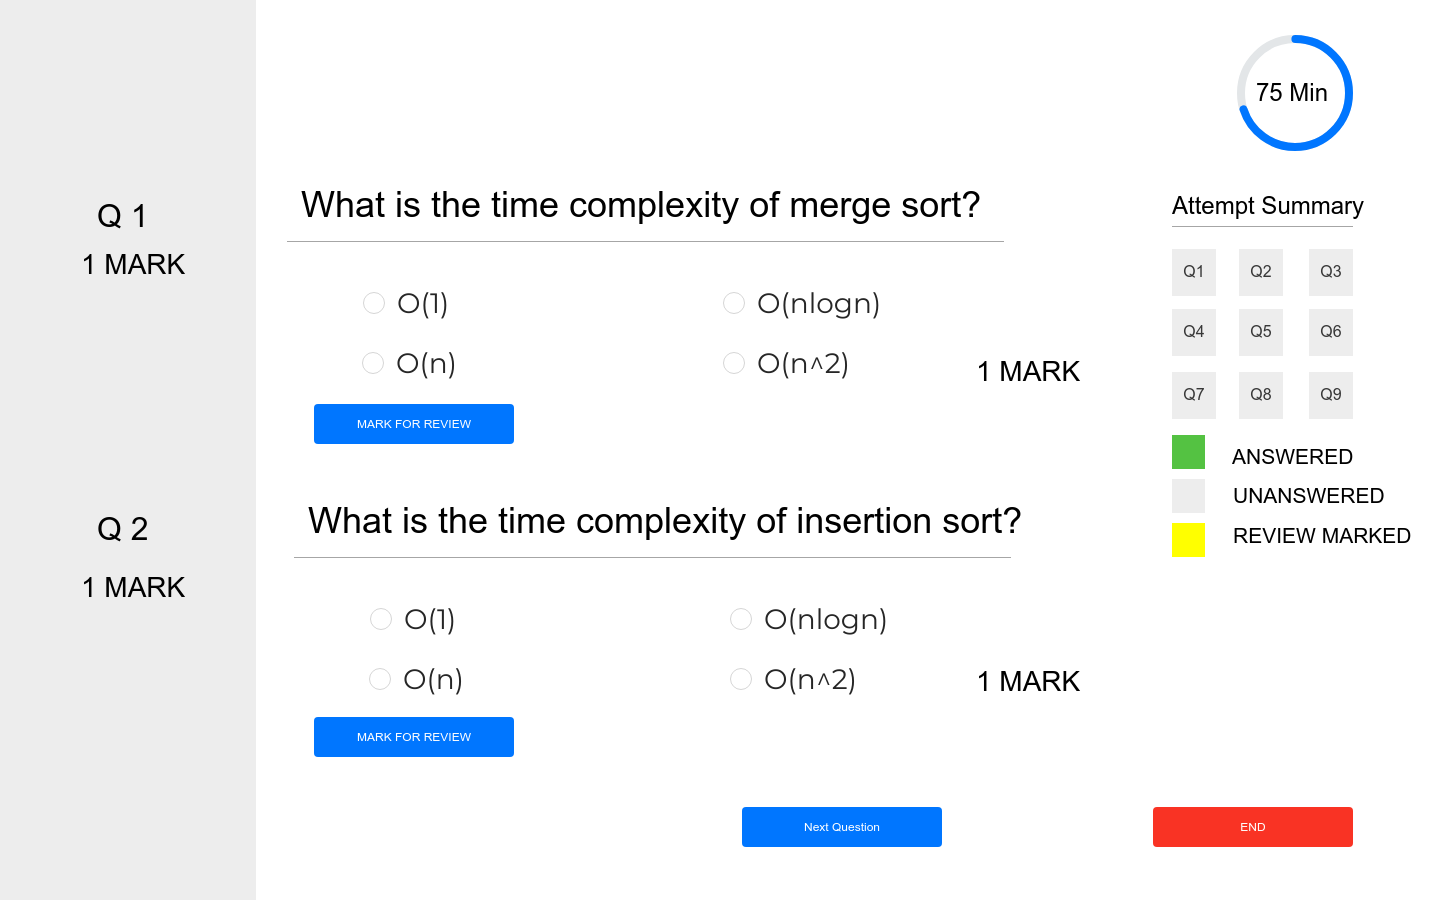 75 Min
Q 1
1 MARK
What is the time complexity of merge sort?
O(1)
O(nlogn)
O(n)
O(n^2)
1 MARK
MARK FOR REVIEW
Q 2
1 MARK
What is the time complexity of insertion sort?
O(1)
O(nlogn)
O(n)
O(n^2)
1 MARK
MARK FOR REVIEW
Next Question
Attempt Summary
Q1 Q2 Q3
Q4 Q5 Q6
Q7 Q8 Q9
ANSWERED
UNANSWERED
REVIEW MARKED
END